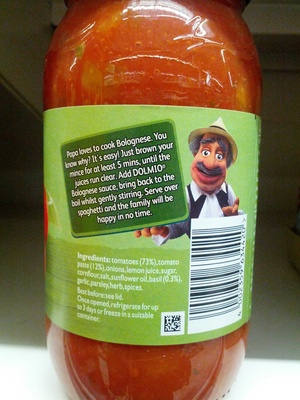 Papa loves to cook Bolognese. You
know why? It's easy! Just brown your
mince for at least 5 mins, until the
juices run clear. Add DOLMIO®
Bolognese sauce, bring back to the
boil whilst gently stirring. Serve over
spaghetti and the family will be
happy in no time.
Ingredients: tomatoes (73%), tomato
paste (12%), onions, lemon juice, sugar,
cornflour, salt, sunflower oil, basil (0.3%),
garlic, parsley, herb, spices.
Best before: see lid.
Once opened, refrigerate for up
to 3 days or freeze in a suitable
container.